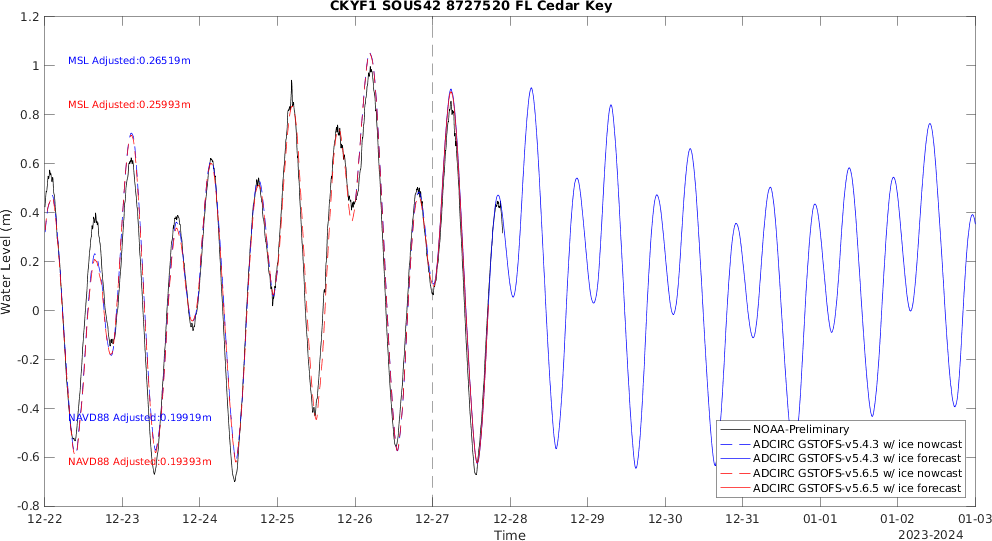 CKYF1 SOUS42 8727520 FL Cedar Key
1.2
1
0.8
0.6
0.4
0.2
0
-0.2
-0.4
-0.6
-0.8
Water Level (m)
MSL Adjusted:0.26519m
MSL Adjusted:0.25993m
NAVD88 Adjusted:0.19919m
NAVD88 Adjusted:0.19393m
NOAA-Preliminary
ADCIRC GSTOFS-v5.4.3 w/ ice nowcast
ADCIRC GSTOFS-v5.4.3 w/ ice forecast
ADCIRC GSTOFS-v5.6.5 w/ ice nowcast
ADCIRC GSTOFS-v5.6.5 w/ ice forecast
12-22 12-23 12-24 12-25 12-26 12-27 12-28 12-29 12-30 12-31 01-01 01-02 01-03
Time
2023-2024